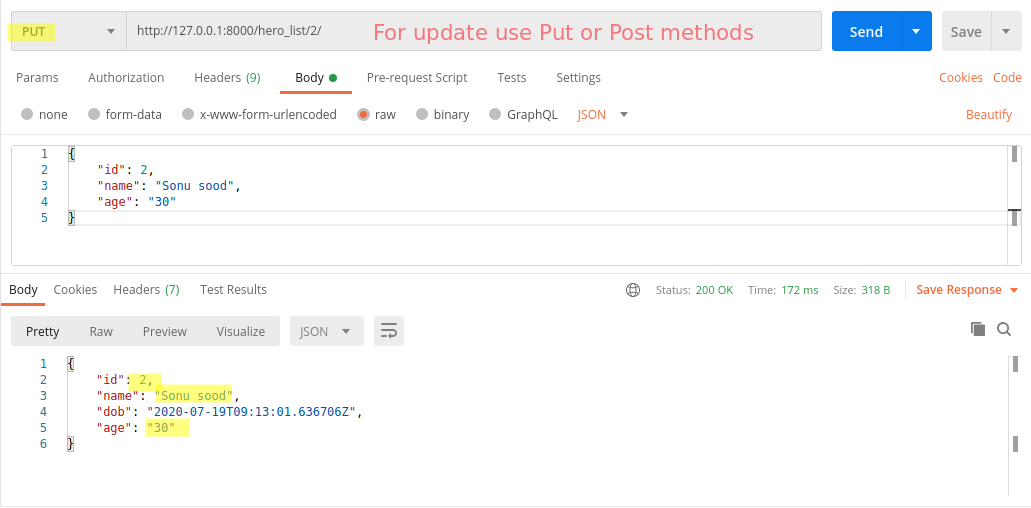 PUT http://127.0.0.1:8000/hero_list/2/ For update use Put or Post methods Send Save
Params Authorization Headers (9) Body Pre-request Script Tests Settings Cookies Code
none form-data x-www-form-urlencoded raw binary GraphQL JSON Beautify
1 {
2 "id": 2,
3 "name": "Sonu sood",
4 "age": "30"
5 }
Body Cookies Headers (7) Test Results Status: 200 OK Time: 172 ms Size: 318 B Save Response
Pretty Raw Preview Visualize JSON
1 {
2 "id": 2,
3 "name": "Sonu sood",
4 "dob": "2020-07-19T09:13:01.636706Z",
5 "age": "30"
6 }